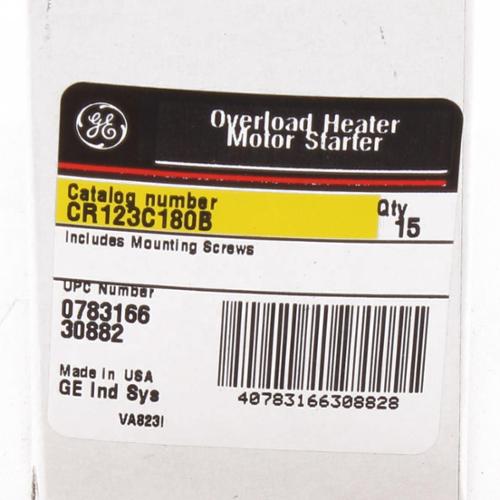 GE
Overload Heater
Motor Starter
Catalog number
CR123C180B
Qty
15
Includes Mounting Screws
UPC Number
0783166
30882
Made in USA
GE Ind Sys
VA823I
40783166308828